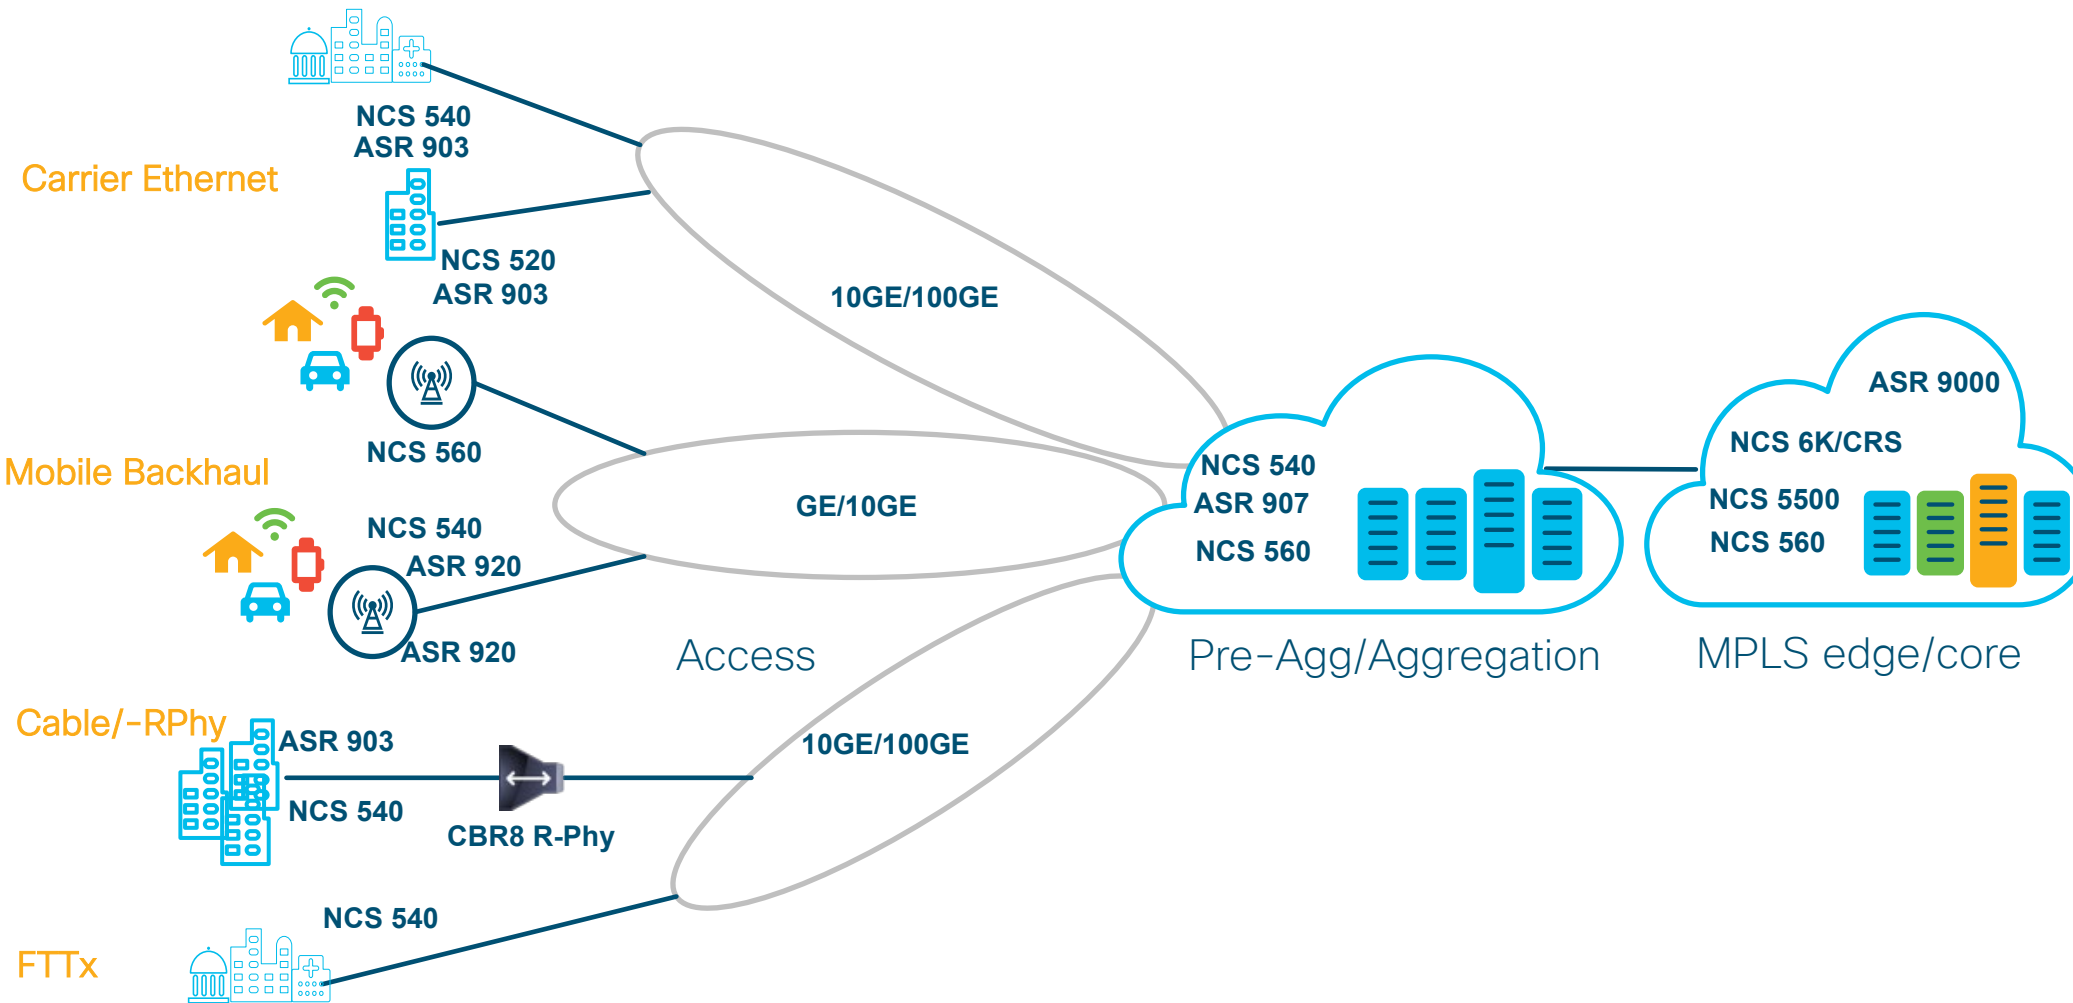 NCS 540
ASR 903
Carrier Ethernet
NCS 520
ASR 903
10GE/100GE
NCS 560
Mobile Backhaul
NCS 540
ASR 920
ASR 920
GE/10GE
Access
NCS 540
ASR 907
NCS 560
Pre-Agg/Aggregation
ASR 9000
NCS 6K/CRS
NCS 5500
NCS 560
MPLS edge/core
Cable/-RPhy
ASR 903
NCS 540
CBR8 R-Phy
10GE/100GE
NCS 540
FTTx